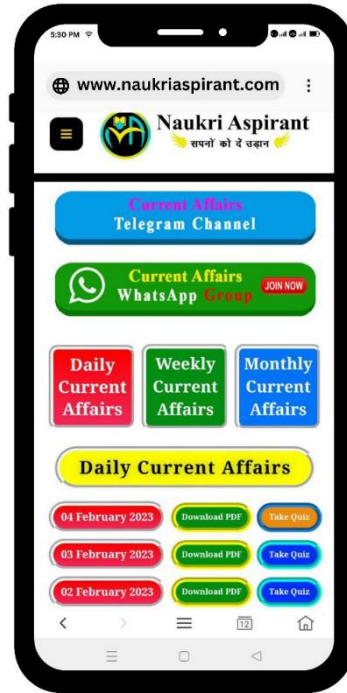 5:30 PM
www.naukriaspirant.com
Naukri Aspirant
सपनों को दें उड़ान
Current Affairs
Telegram Channel
Current Affairs
WhatsApp Group JOIN NOW
Daily Current Affairs
Weekly Current Affairs
Monthly Current Affairs
Daily Current Affairs
04 February 2023 Download PDF Take Quiz
03 February 2023 Download PDF Take Quiz
02 February 2023 Download PDF Take Quiz
12